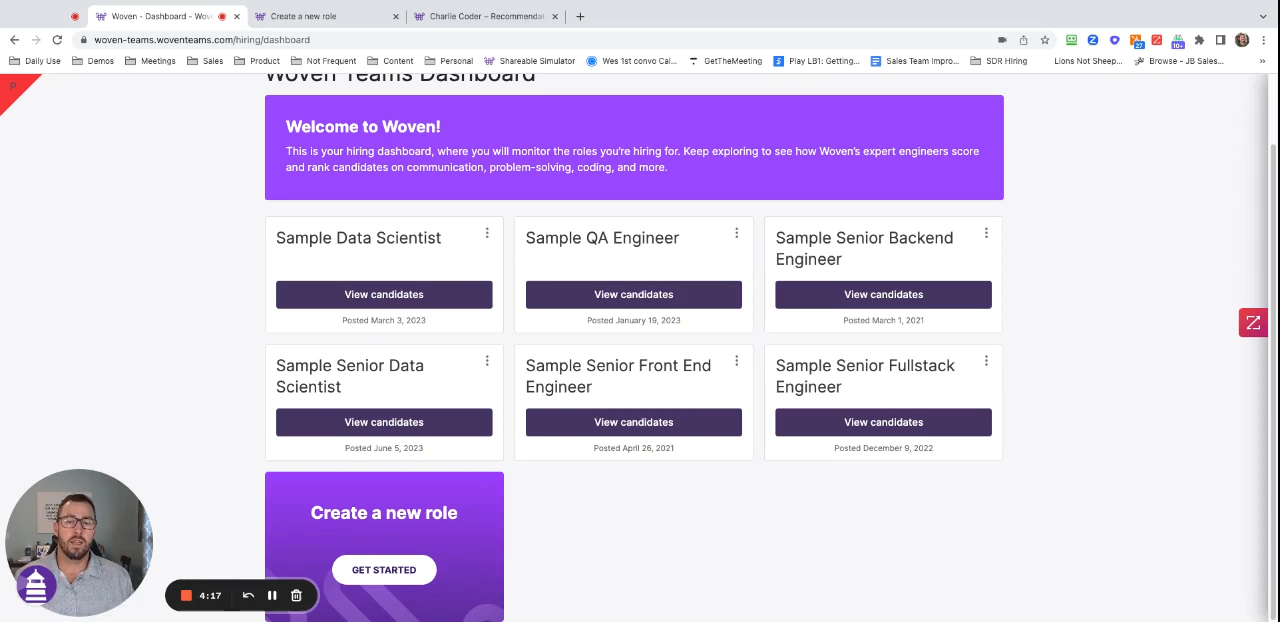 Woven - Dashboard - Wov
Create a new role
Charlie Coder – Recommendat
woven-teams.woventeams.com/hiring/dashboard
27
10+
Daily Use
Demos
Meetings
Sales
Product
Not Frequent
Content
Personal
Shareable Simulator
Wes 1st convo Cal...
GetTheMeeting
Play LB1: Getting...
Sales Team Impro...
SDR HIring
Lions Not Sheep...
Browse – JB Sales...
»
Woven Teams Dashboard
Welcome to Woven!
This is your hiring dashboard, where you will monitor the roles you're hiring for. Keep exploring to see how Woven's expert engineers score
and rank candidates on communication, problem-solving, coding, and more.
Sample Data Scientist
View candidates
Posted March 3, 2023
Sample QA Engineer
View candidates
Posted January 19, 2023
Sample Senior Backend
Engineer
View candidates
Posted March 1, 2021
Sample Senior Data
Scientist
View candidates
Posted June 5, 2023
Sample Senior Front End
Engineer
View candidates
Posted April 26, 2021
Sample Senior Fullstack
Engineer
View candidates
Posted December 9, 2022
Create a new role
GET STARTED
4:17